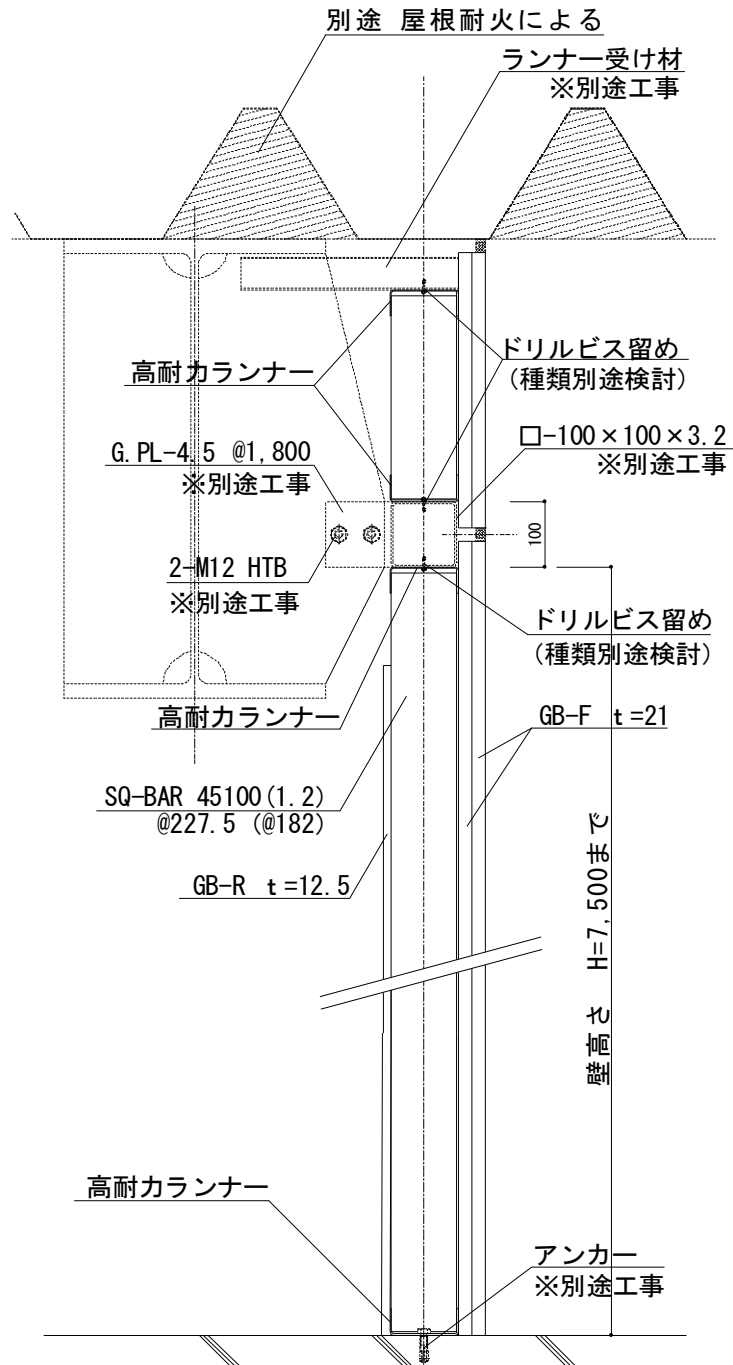 別途 屋根耐火による
ランナー受け材
※別途工事
ドリルビス留め
(種類別途検討)
高耐力ランナー
□-100×100×3.2
※別途工事
G.PL-4.5 @1,800
※別途工事
100
2-M12 HTB
※別途工事
ドリルビス留め
(種類別途検討)
高耐力ランナー
GB-F t=21
SQ-BAR 45100(1.2)
@227.5 (@182)
GB-R t=12.5
壁高さ H=7,500まで
高耐力ランナー
アンカー
※別途工事